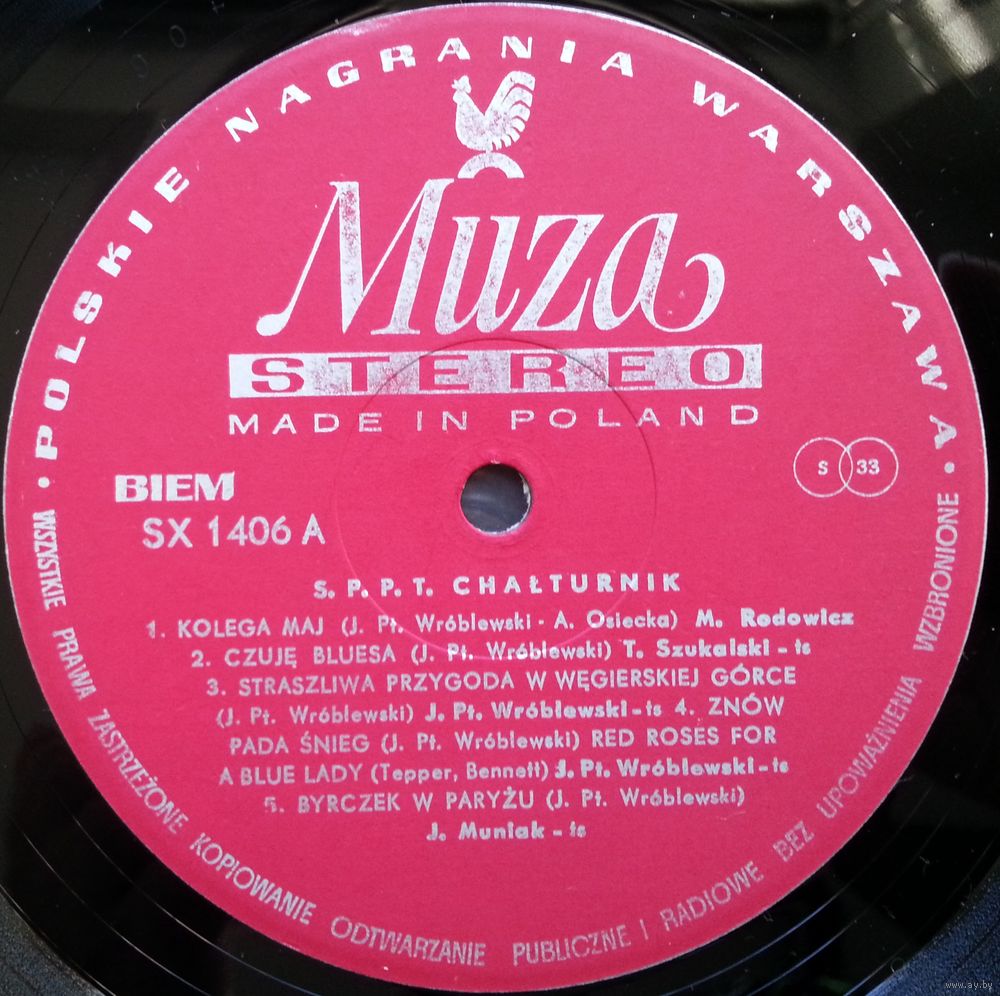 • POLSKIE NAGRANIA WARSZAWA •
Muza
STEREO
MADE IN POLAND
BIEM
S 33
SX 1406 A
S. P. P. T. CHAŁTURNIK
1. KOLEGA MAJ (J. Pt. Wróblewski - A. Osiecka) M. Rodowicz
2. CZUJĘ BLUESA (J. Pt. Wróblewski) T. Szukalski - ts
3. STRASZLIWA PRZYGODA W WĘGIERSKIEJ GÓRCE
(J. Pt. Wróblewski) J. Pt. Wróblewski - ts 4. ZNÓW
PADA ŚNIEG (J. Pt. Wróblewski) RED ROSES FOR
A BLUE LADY (Tepper, Bennett) J. Pt. Wróblewski - ts
5. BYRCZEK W PARYŻU (J. Pt. Wróblewski)
J. Muniak - ts
WSZYSTKIE PRAWA ZASTRZEŻONE KOPIOWANIE ODTWARZANIE PUBLICZNE I RADIOWE BEZ UPOWAŻNIENIA WZBRONIONE
www.ay.by